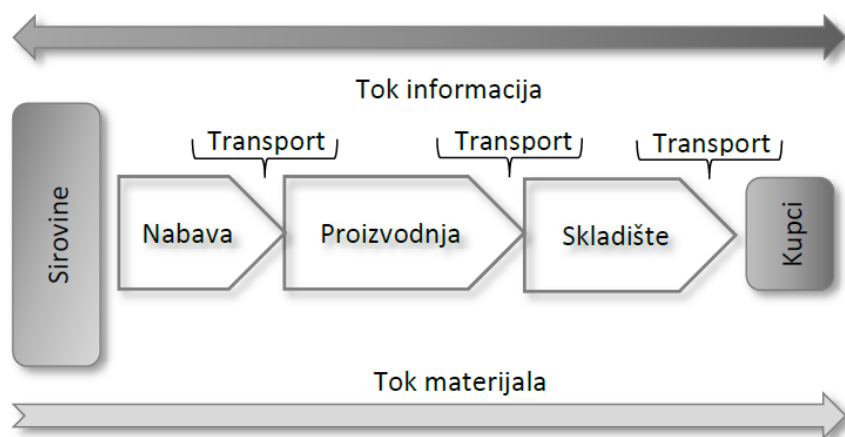 Tok informacija
Transport
Transport
Transport
Sirovine
Nabava
Proizvodnja
Skladište
Kupci
Tok materijala